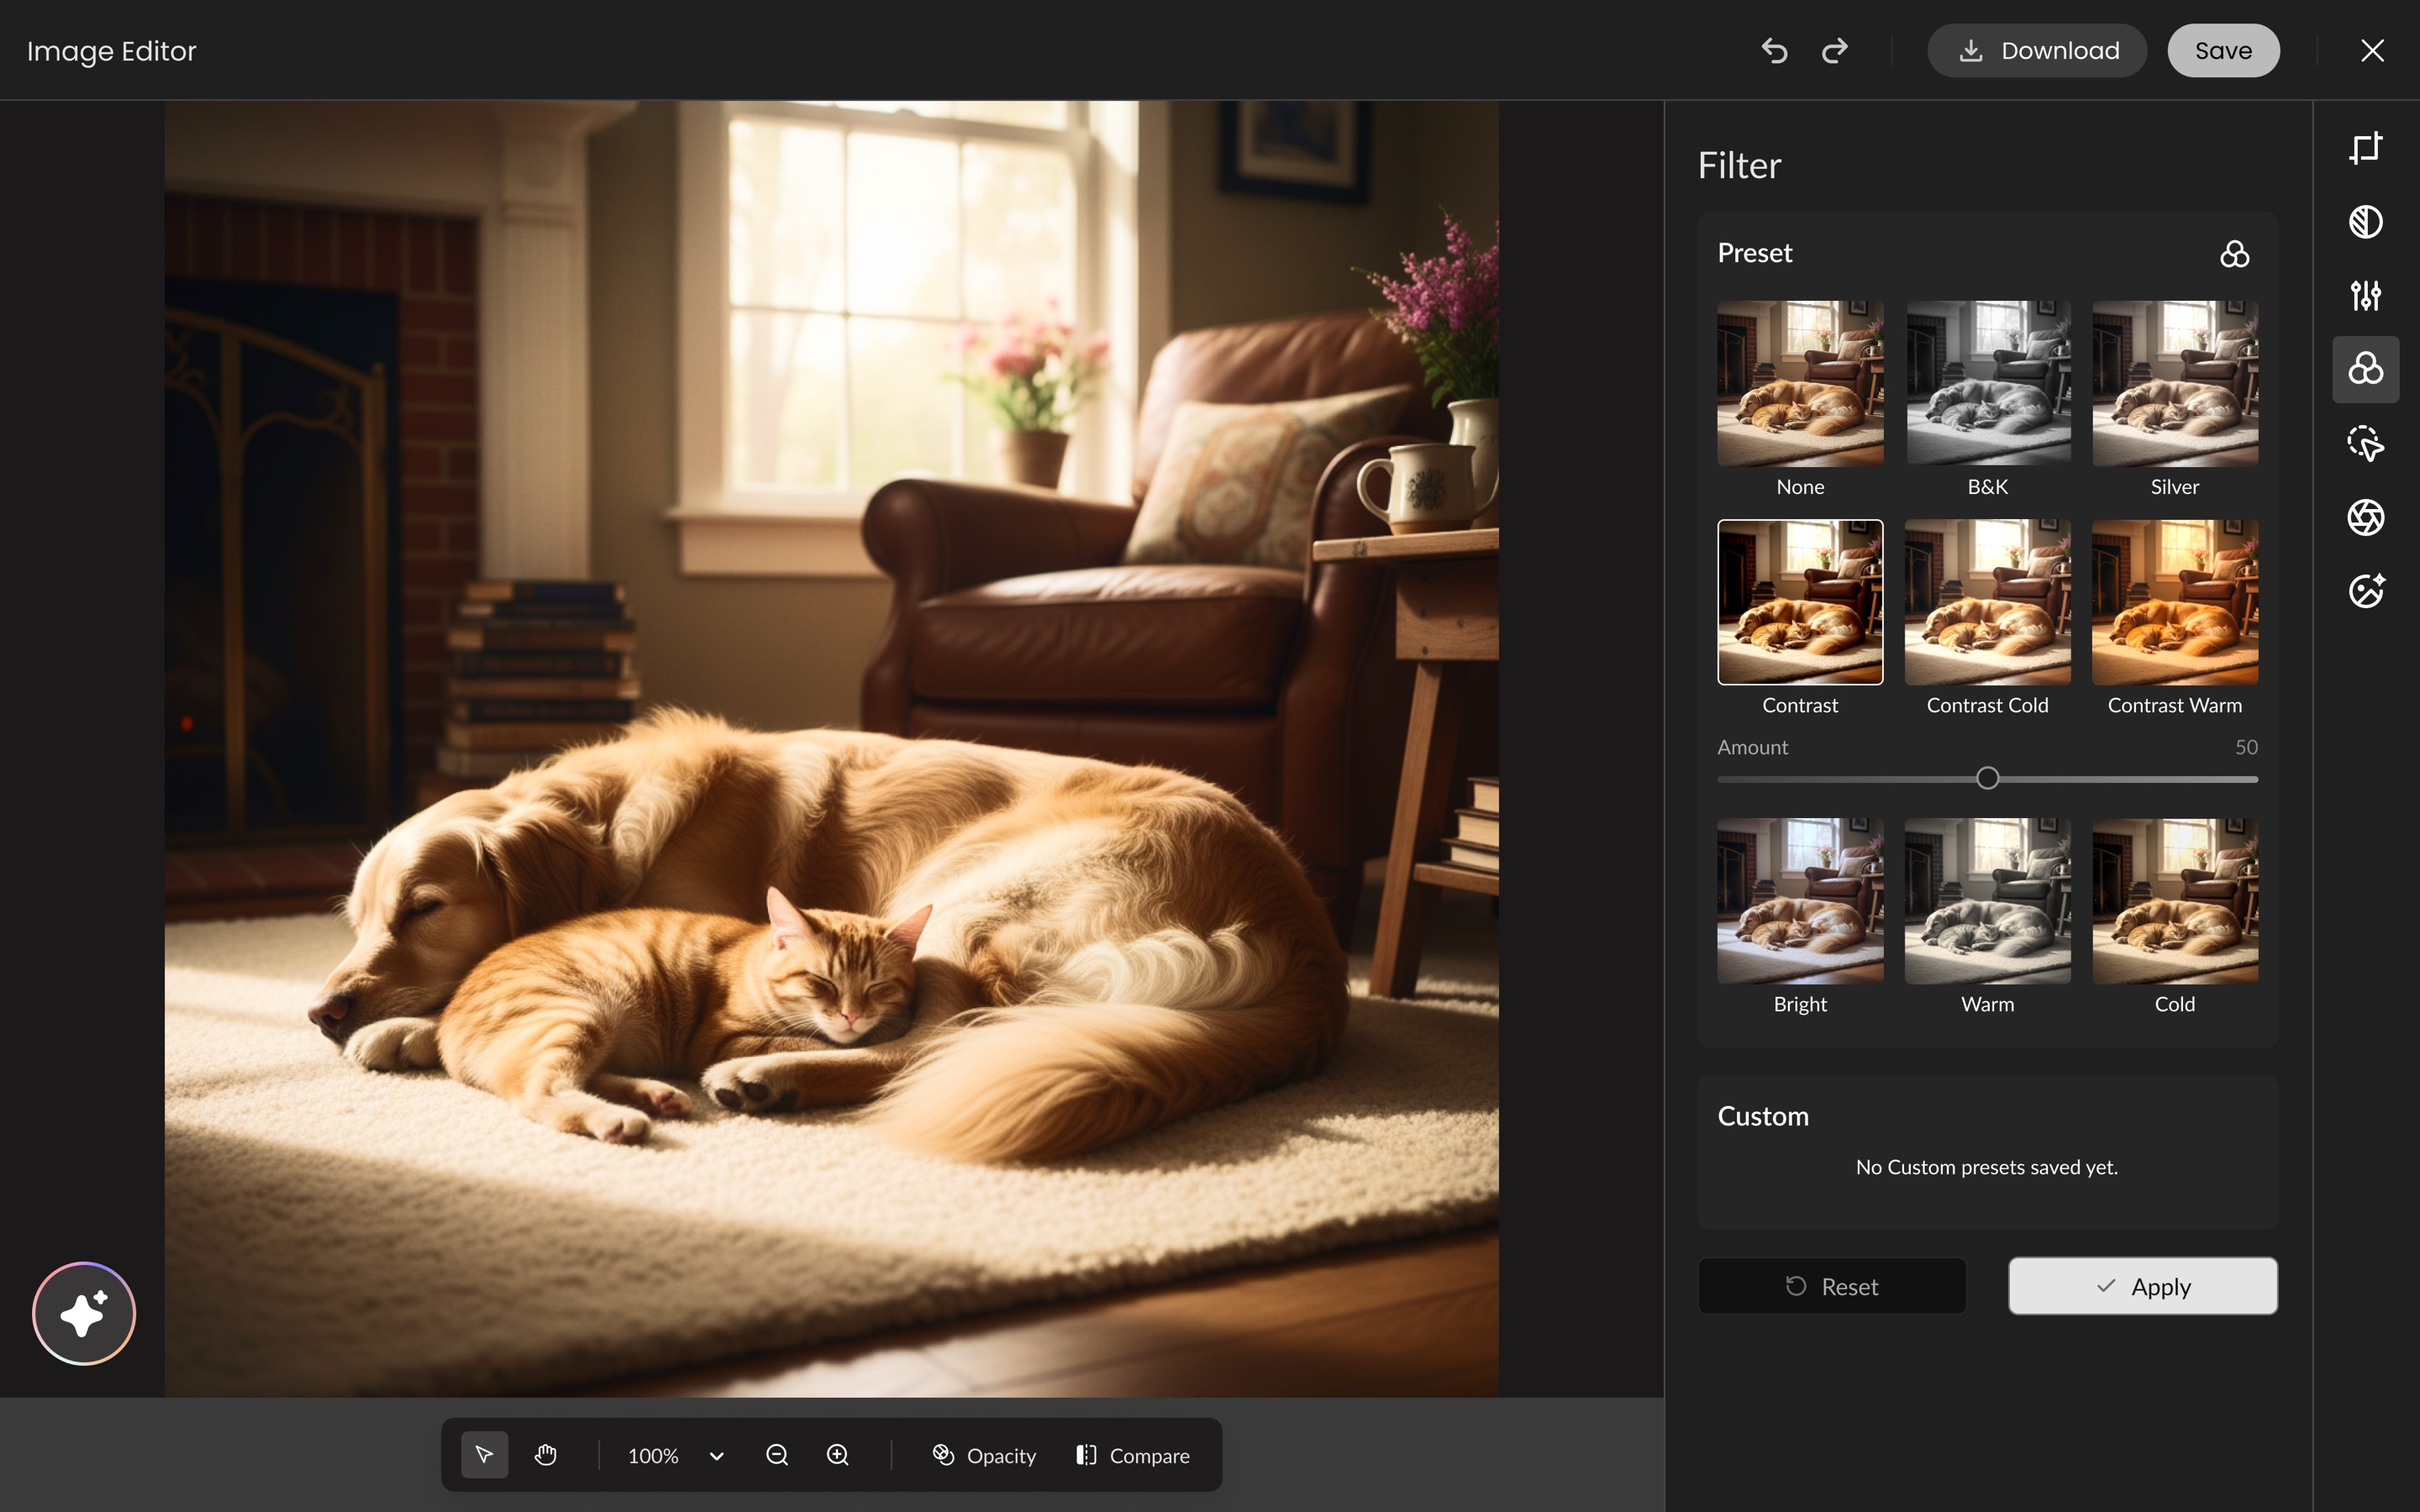 Image Editor
Download
Save
Filter
Preset
None
B&K
Silver
Contrast
Contrast Cold
Contrast Warm
Amount
50
Bright
Warm
Cold
Custom
No Custom presets saved yet.
Reset
Apply
100%
Opacity
Compare